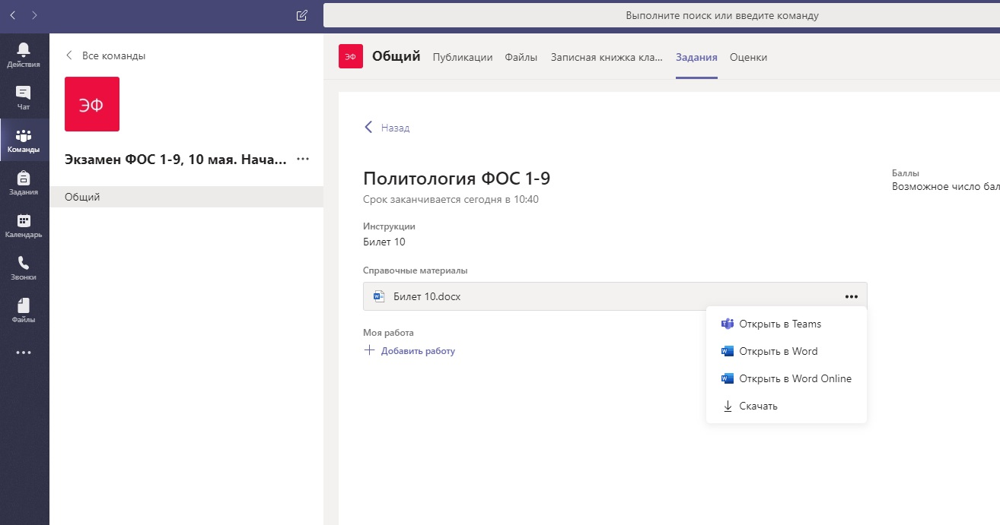 Выполните поиск или введите команду
Действия
Чат
Команды
Задания
Календарь
Звонки
Файлы
Все команды
ЭФ
Экзамен ФОС 1-9, 10 мая. Нача...
Общий
ЭФ Общий Публикации Файлы Записная книжка кла... Задания Оценки
Назад
Политология ФОС 1-9
Срок заканчивается сегодня в 10:40
Инструкции
Билет 10
Справочные материалы
Билет 10.docx
Открыть в Teams
Открыть в Word
Открыть в Word Online
Скачать
Моя работа
Добавить работу
Баллы
Возможное число бал